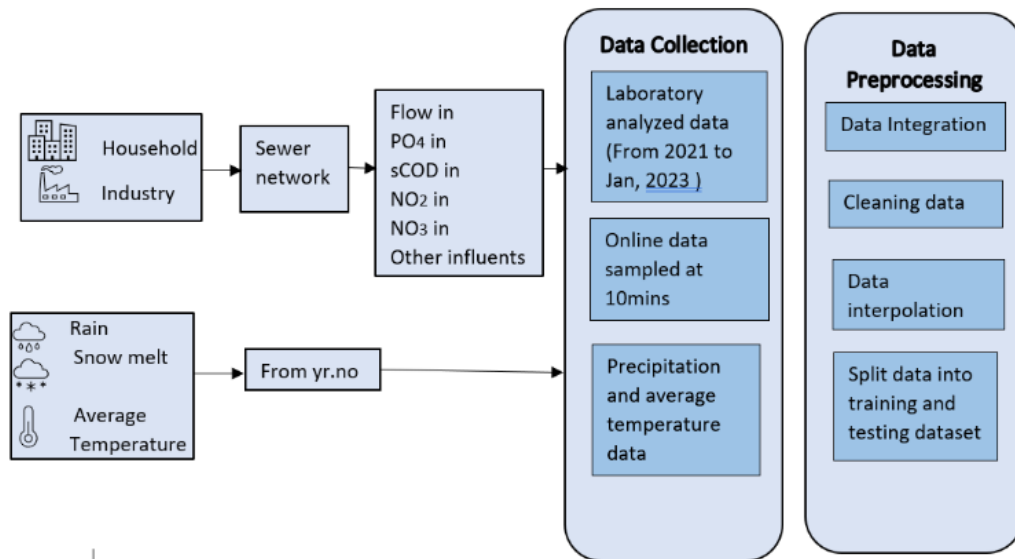 Household
Industry
Sewer
network
Flow in
PO4 in
sCOD in
NO2 in
NO3 in
Other influents
Rain
Snow melt
Average
Temperature
From yr.no
Data Collection
Laboratory
analyzed data
(From 2021 to
Jan, 2023 )
Online data
sampled at
10mins
Precipitation
and average
temperature
data
Data
Preprocessing
Data Integration
Cleaning data
Data
interpolation
Split data into
training and
testing dataset